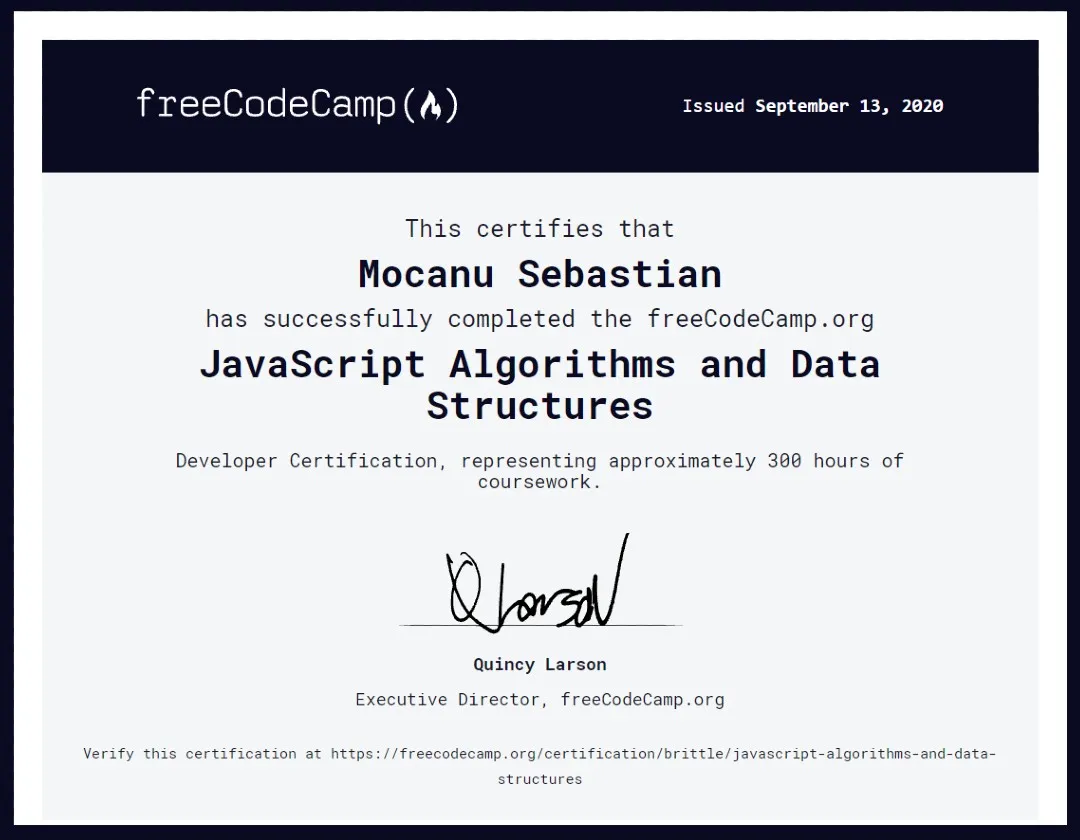 freeCodeCamp
Issued September 13, 2020
This certifies that
Mocanu Sebastian
has successfully completed the freeCodeCamp.org
JavaScript Algorithms and Data
Structures
Developer Certification, representing approximately 300 hours of
coursework.
Q Larson
Quincy Larson
Executive Director, freeCodeCamp.org
Verify this certification at https://freecodecamp.org/certification/brittle/javascript-algorithms-and-data-
structures